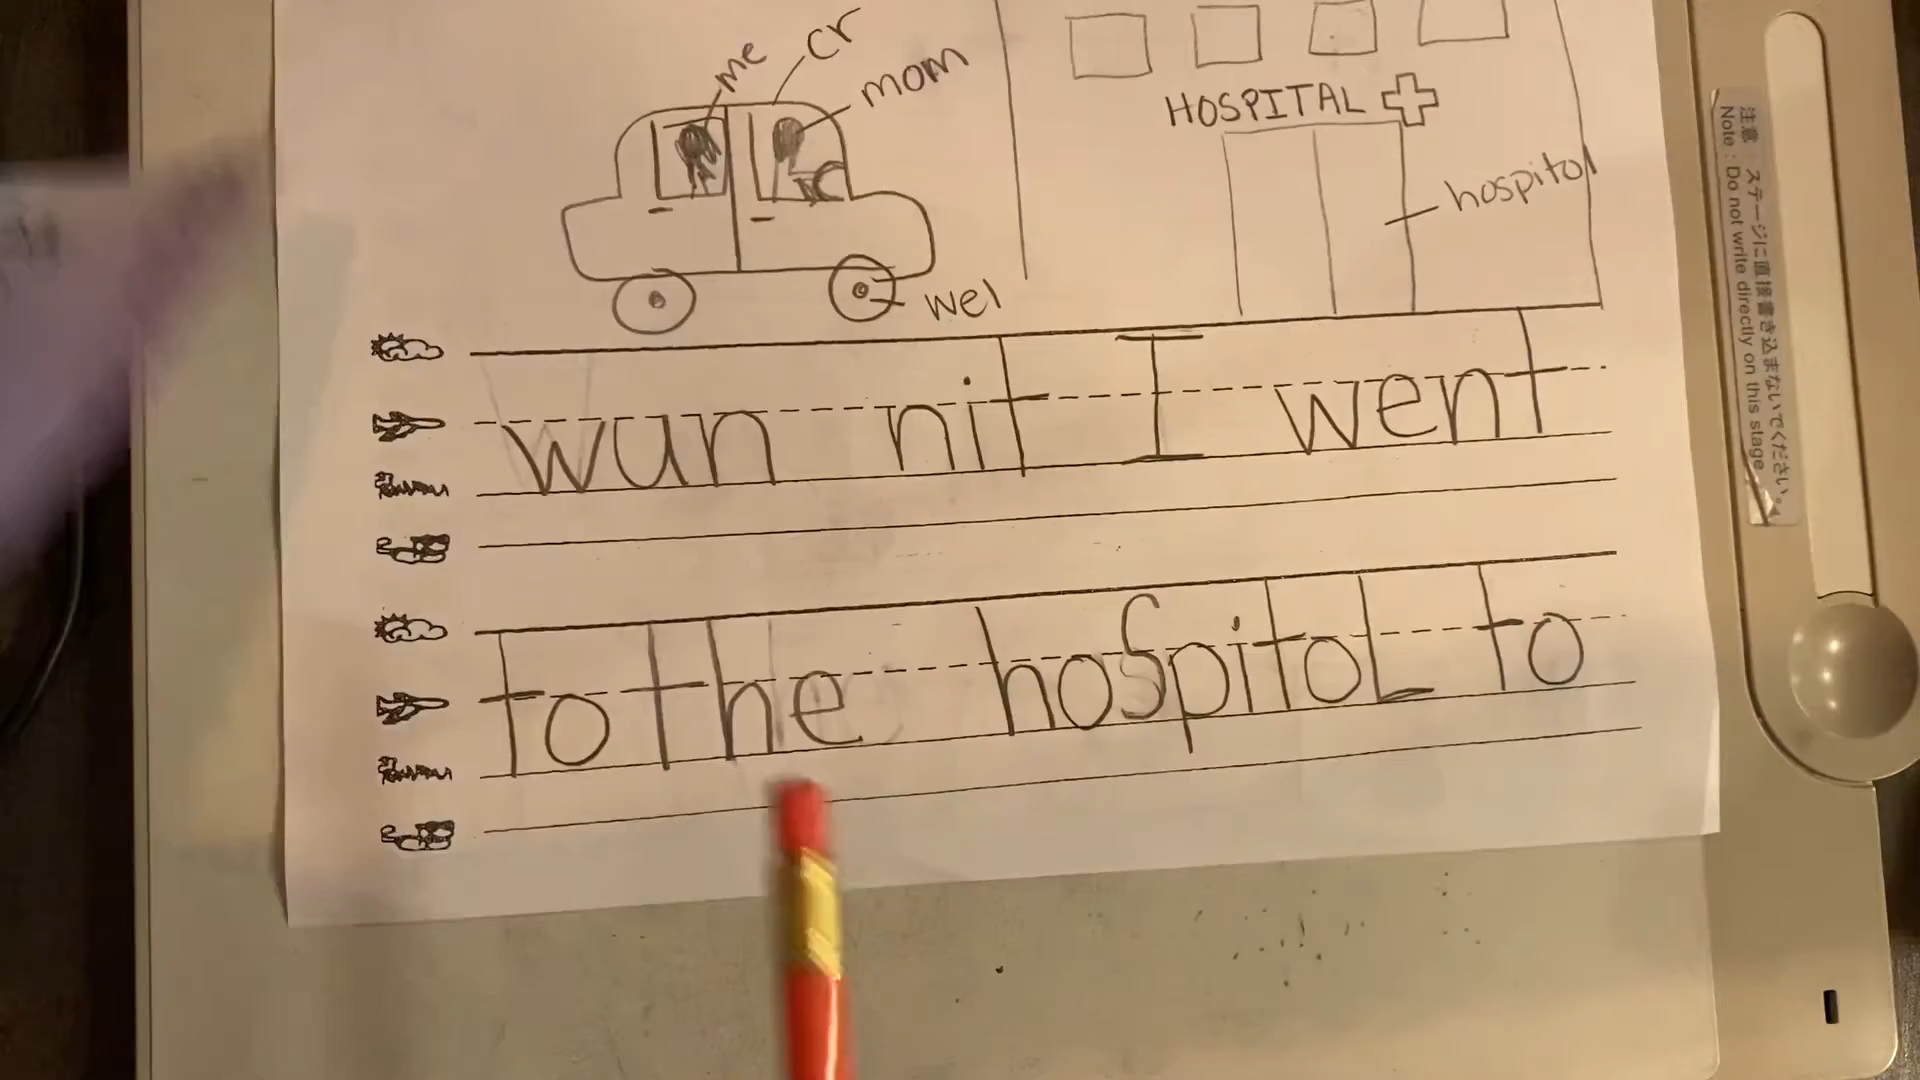 me
cr
mom
HOSPITAL
hospitol
wel
wun nit I went
to the hospitoL to
注意：ステージに直接書き込まないでください。
Note : Do not write directly on this stage